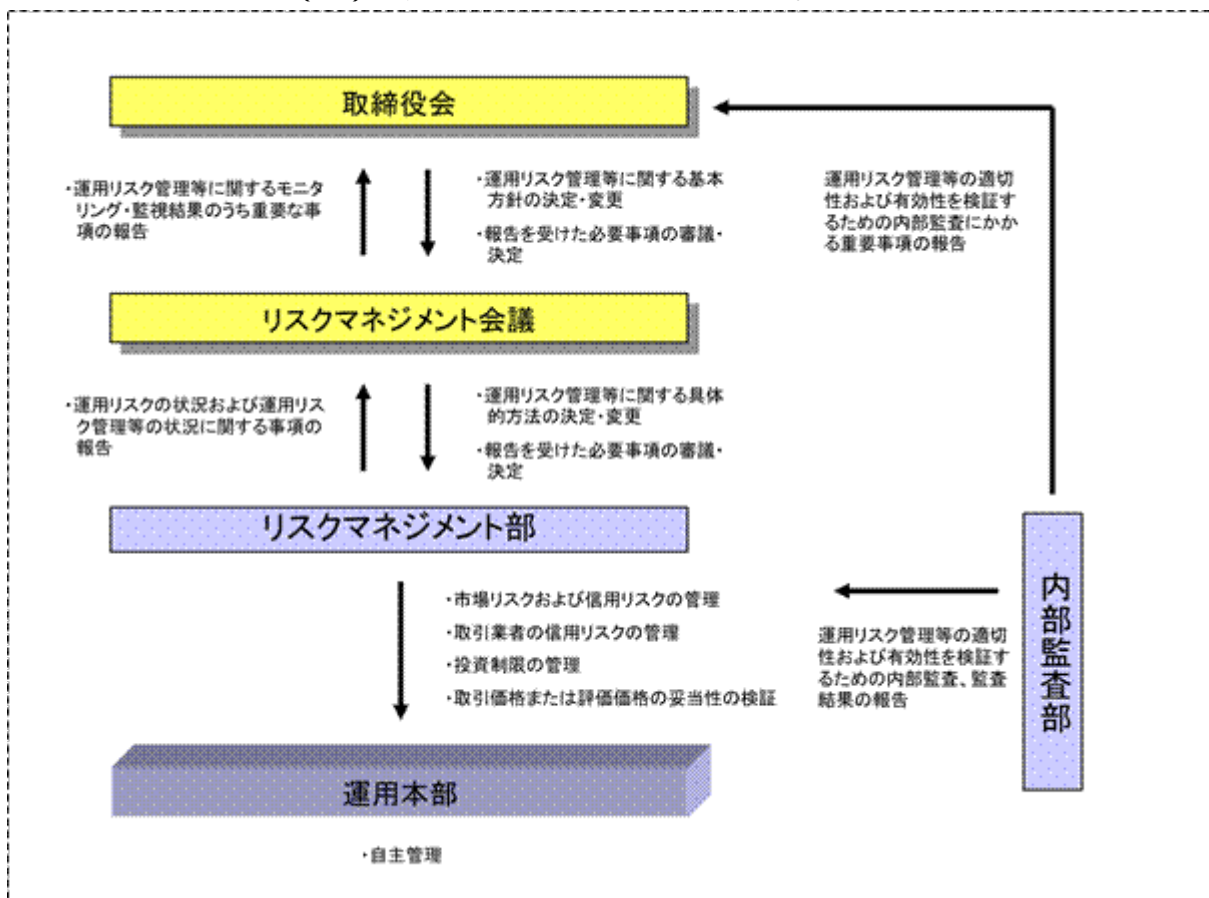 取締役会
・運用リスク管理等に関するモニ
タリング・監視結果のうち重要な事
項の報告
・運用リスク管理等に関する基本
方針の決定・変更
・報告を受けた必要事項の審議・
決定
運用リスク管理等の適切
性および有効性を検証す
るための内部監査にかか
る重要事項の報告
リスクマネジメント会議
・運用リスクの状況および運用リス
ク管理等の状況に関する事項の
報告
・運用リスク管理等に関する具体
的方法の決定・変更
・報告を受けた必要事項の審議・
決定
リスクマネジメント部
・市場リスクおよび信用リスクの管理
・取引業者の信用リスクの管理
・投資制限の管理
・取引価格または評価価格の妥当性の検証
運用リスク管理等の適切
性および有効性を検証す
るための内部監査、監査
結果の報告
内部監査部
運用本部
・自主管理